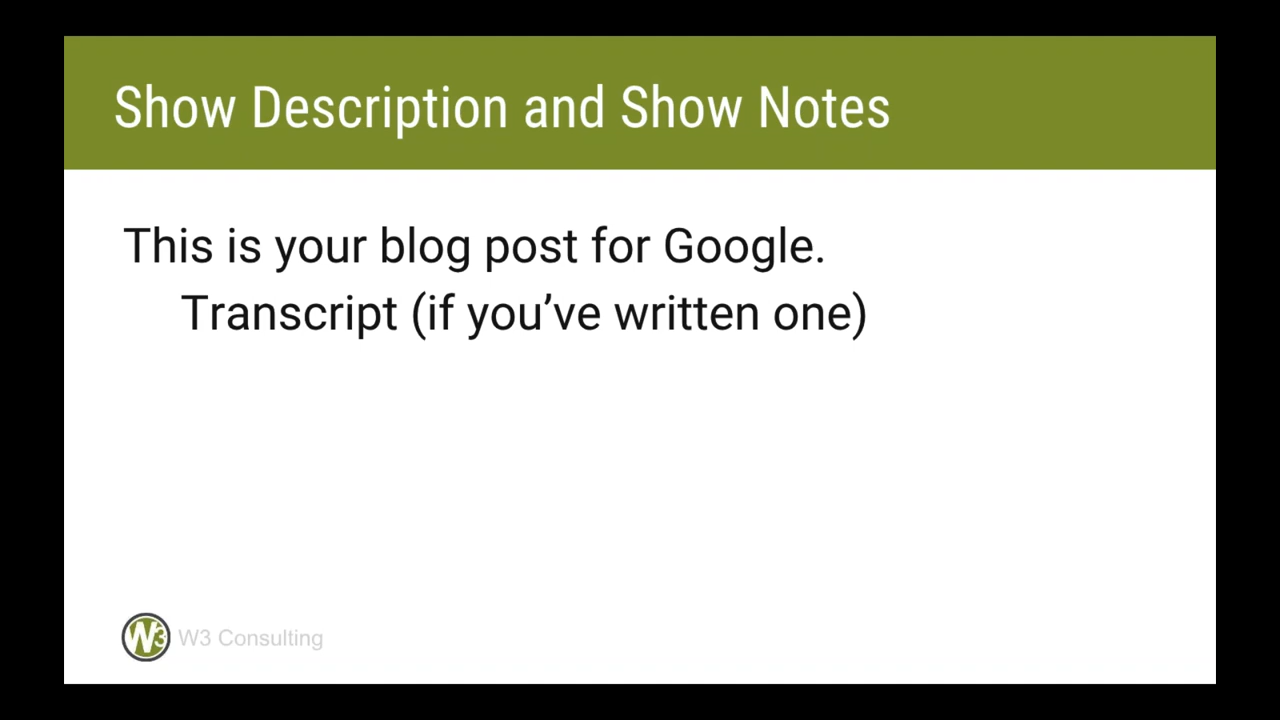 Show Description and Show Notes
This is your blog post for Google.
Transcript (if you’ve written one)
W3 W3 Consulting